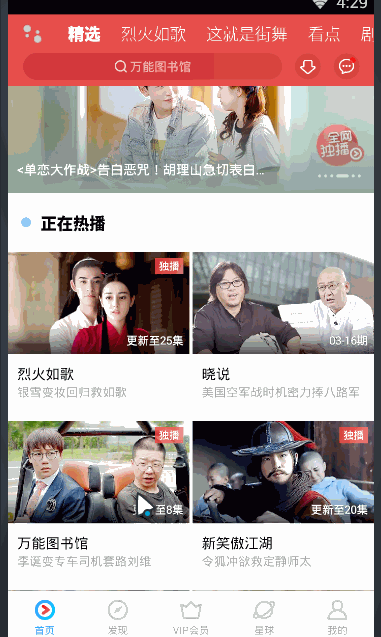 4:29
精选 烈火如歌 这就是街舞 看点 剧
万能图书馆
全网
独播
<单恋大作战>告白恶咒！胡理山急切表白...
正在热播
独播
更新至25集
03-16期
烈火如歌
银雪变妆回归救如歌
晓说
美国空军战时机密力捧八路军
独播
至8集
独播
更新至20集
万能图书馆
李诞变专车司机套路刘维
新笑傲江湖
令狐冲欲救定静师太
首页 发现 VIP会员 星球 我的